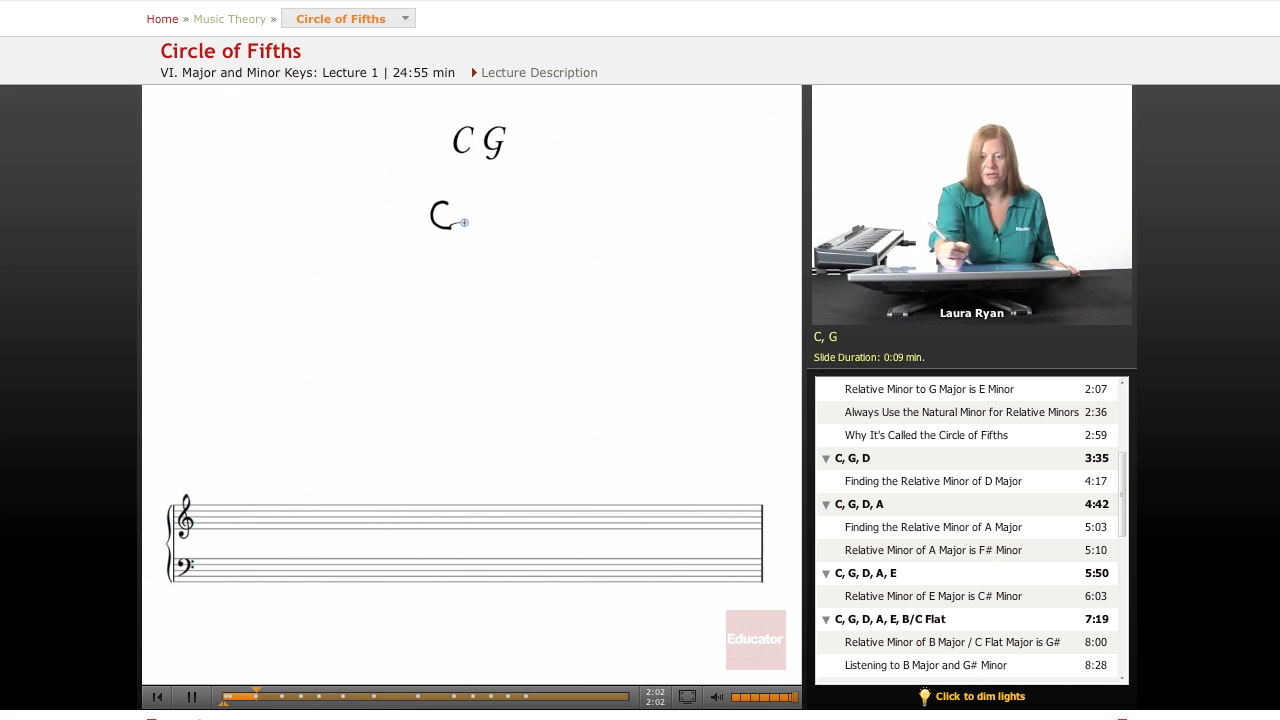 Home » Music Theory » Circle of Fifths
Circle of Fifths
VI. Major and Minor Keys: Lecture 1 | 24:55 min Lecture Description
C G
C
Educator
Laura Ryan
C, G
Slide Duration: 0:09 min.
Relative Minor to G Major is E Minor 2:07
Always Use the Natural Minor for Relative Minors 2:36
Why It's Called the Circle of Fifths 2:59
C, G, D 3:35
Finding the Relative Minor of D Major 4:17
C, G, D, A 4:42
Finding the Relative Minor of A Major 5:03
Relative Minor of A Major is F# Minor 5:10
C, G, D, A, E 5:50
Relative Minor of E Major is C# Minor 6:03
C, G, D, A, E, B/C Flat 7:19
Relative Minor of B Major / C Flat Major is G# 8:00
Listening to B Major and G# Minor 8:28
2:02
2:02
Click to dim lights